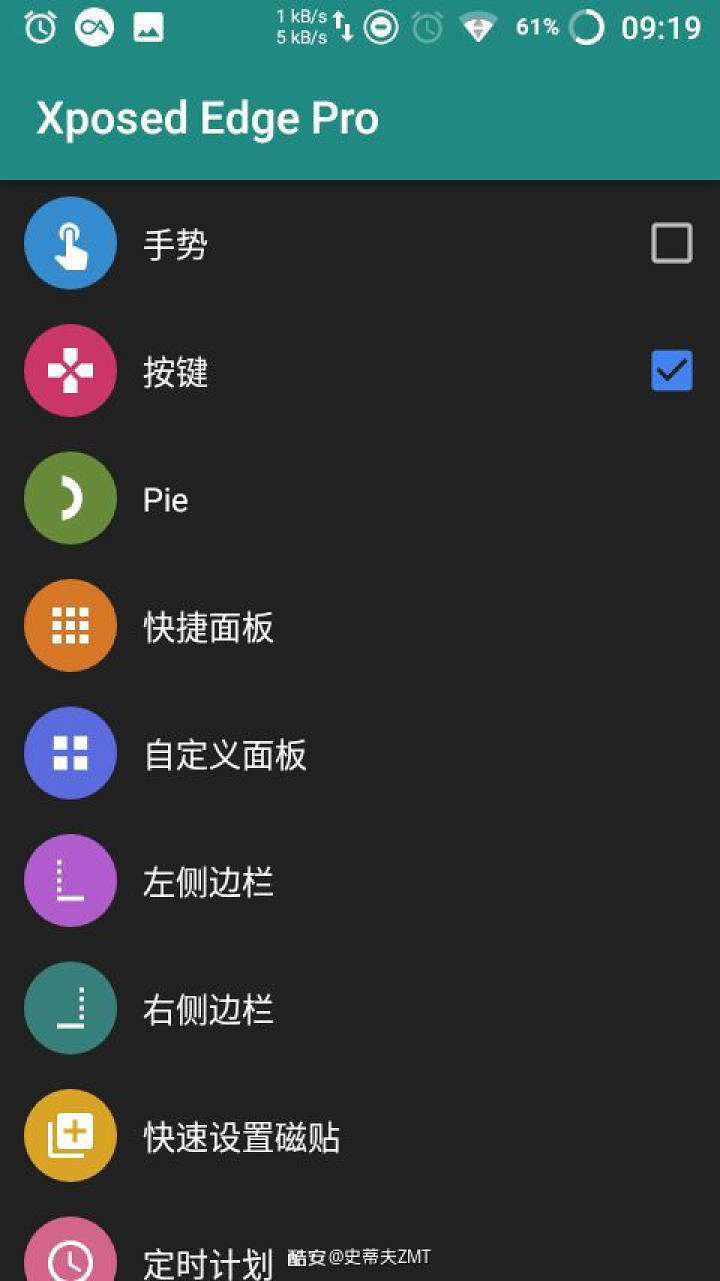 1 kB/s
5 kB/s
61%
09:19
Xposed Edge Pro
手势
按键
Pie
快捷面板
自定义面板
左侧边栏
右侧边栏
快速设置磁贴
定时计划
酷安@史蒂夫ZMT